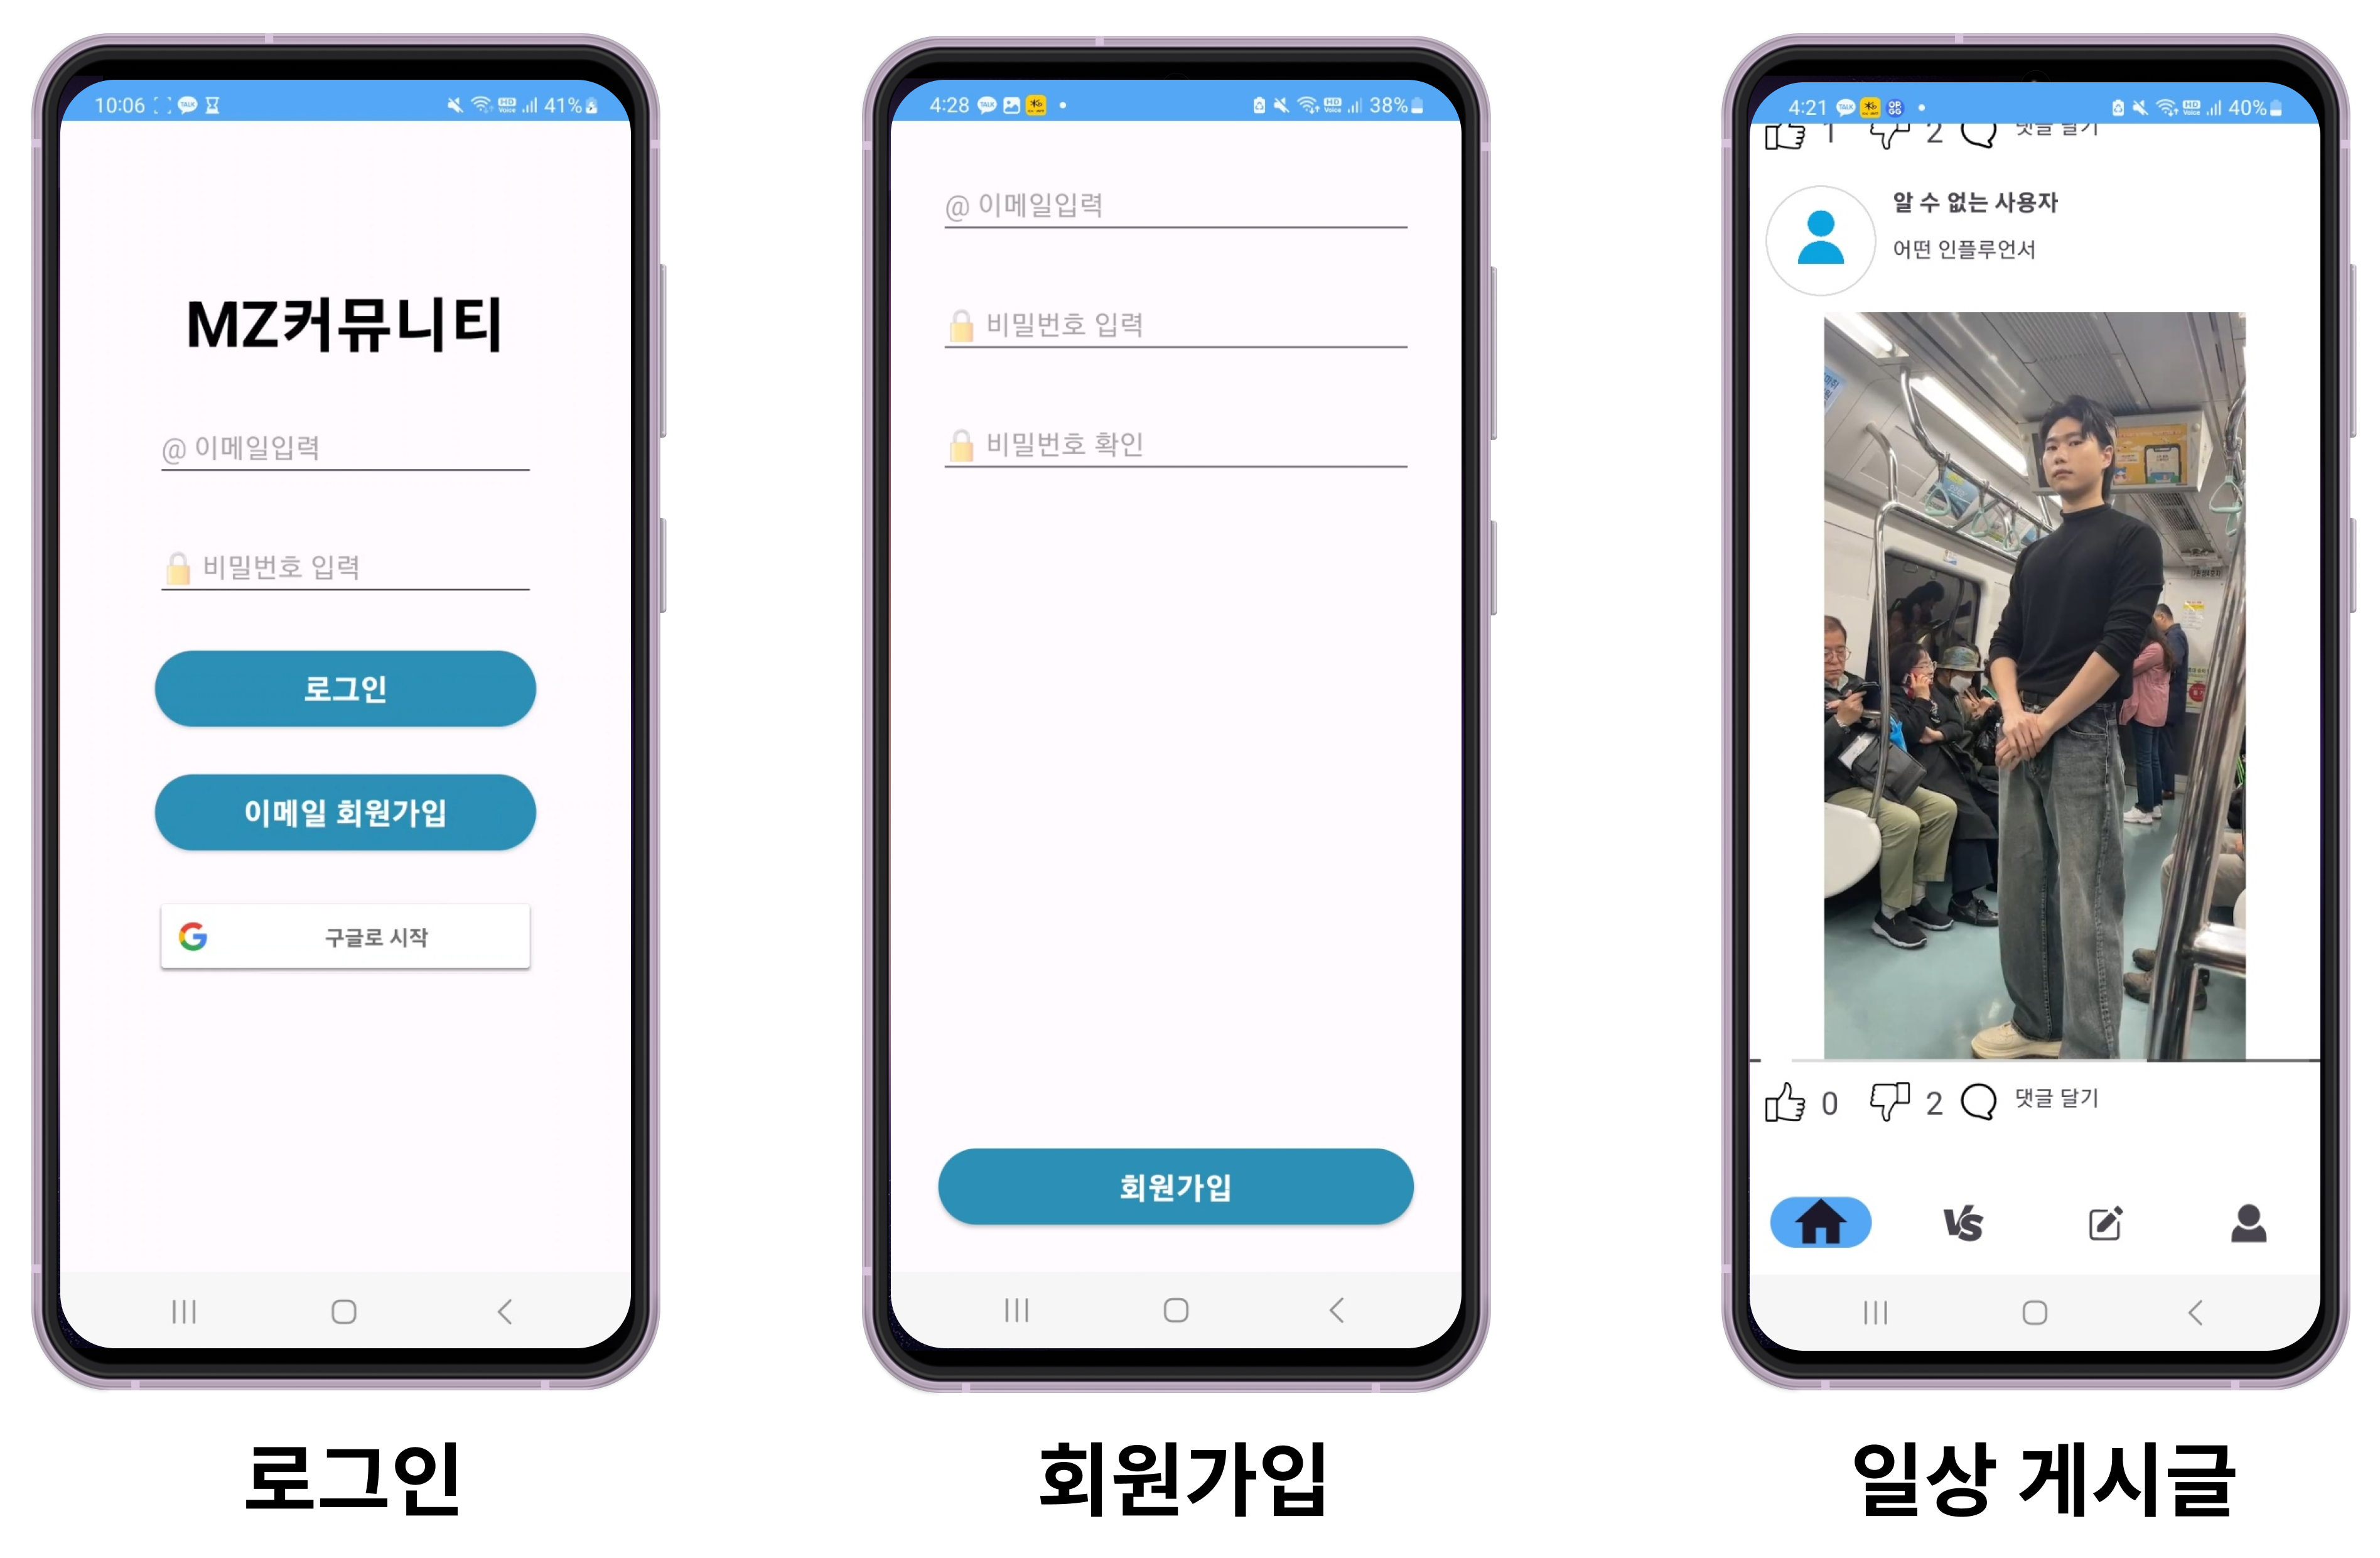 10:06
41%
MZ커뮤니티
@ 이메일입력
비밀번호 입력
로그인
이메일 회원가입
구글로 시작
로그인
4:28
38%
@ 이메일입력
비밀번호 입력
비밀번호 확인
회원가입
회원가입
4:21
40%
1 2 댓글 달기
알 수 없는 사용자
어떤 인플루언서
0 2 댓글 달기
VS
일상 게시글